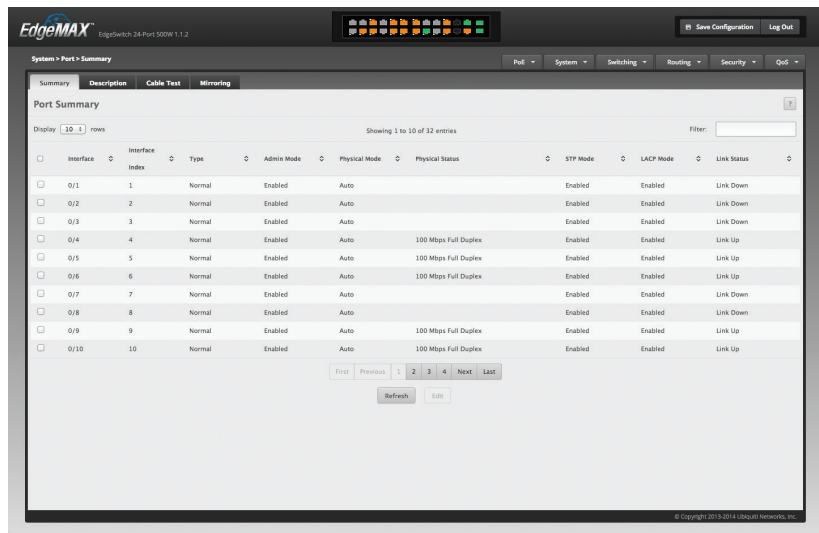 EdgeMAX™ EdgeSwitch 24-Port 500W 1.1.2
Save Configuration Log Out
System > Port > Summary
PoE System Switching Routing Security QoS
Summary Description Cable Test Mirroring
Port Summary ?
Display 10 rows Showing 1 to 10 of 32 entries Filter:
Interface Interface Index Type Admin Mode Physical Mode Physical Status STP Mode LACP Mode Link Status
0/1 1 Normal Enabled Auto Enabled Enabled Link Down
0/2 2 Normal Enabled Auto Enabled Enabled Link Down
0/3 3 Normal Enabled Auto Enabled Enabled Link Down
0/4 4 Normal Enabled Auto 100 Mbps Full Duplex Enabled Enabled Link Up
0/5 5 Normal Enabled Auto 100 Mbps Full Duplex Enabled Enabled Link Up
0/6 6 Normal Enabled Auto 100 Mbps Full Duplex Enabled Enabled Link Up
0/7 7 Normal Enabled Auto Enabled Enabled Link Down
0/8 8 Normal Enabled Auto Enabled Enabled Link Down
0/9 9 Normal Enabled Auto 100 Mbps Full Duplex Enabled Enabled Link Up
0/10 10 Normal Enabled Auto 100 Mbps Full Duplex Enabled Enabled Link Up
First Previous 1 2 3 4 Next Last
Refresh Edit
© Copyright 2013-2014 Ubiquiti Networks, Inc.